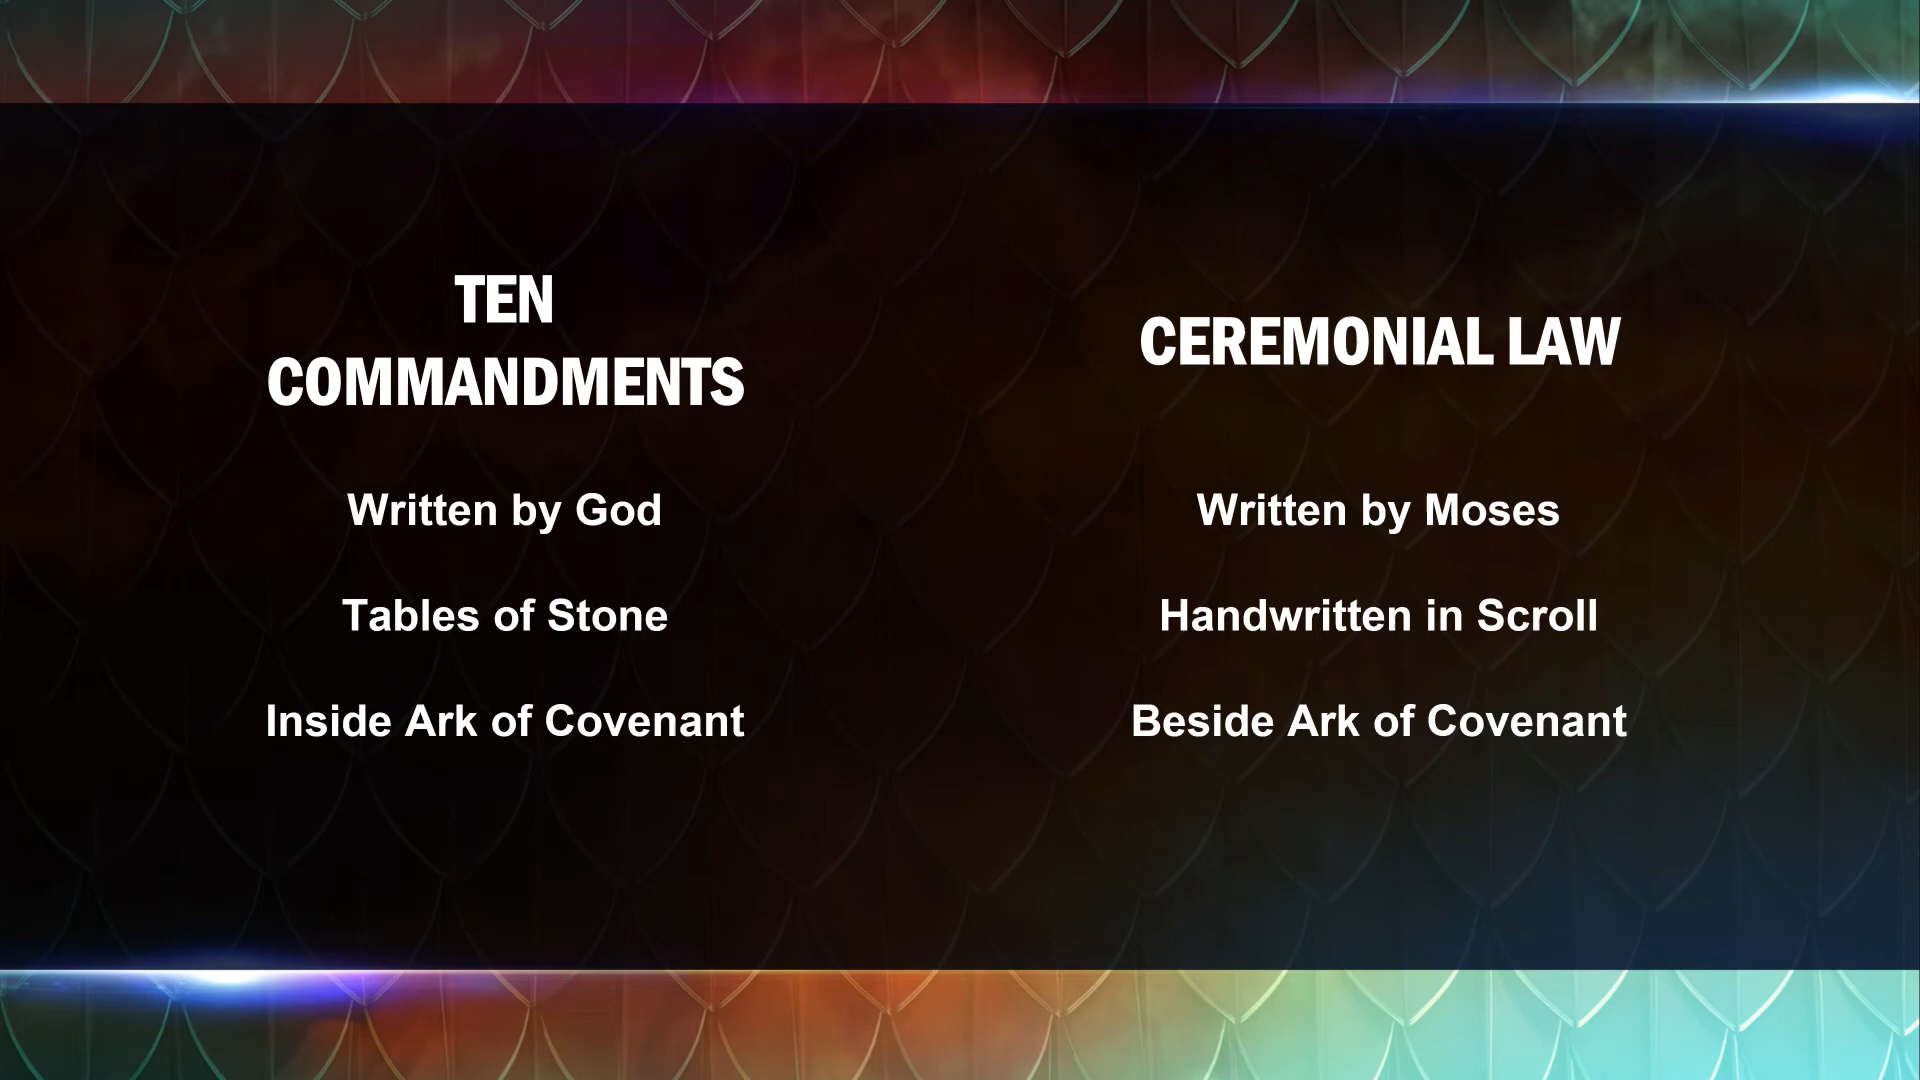 TEN
COMMANDMENTS
Written by God
Tables of Stone
Inside Ark of Covenant
CEREMONIAL LAW
Written by Moses
Handwritten in Scroll
Beside Ark of Covenant